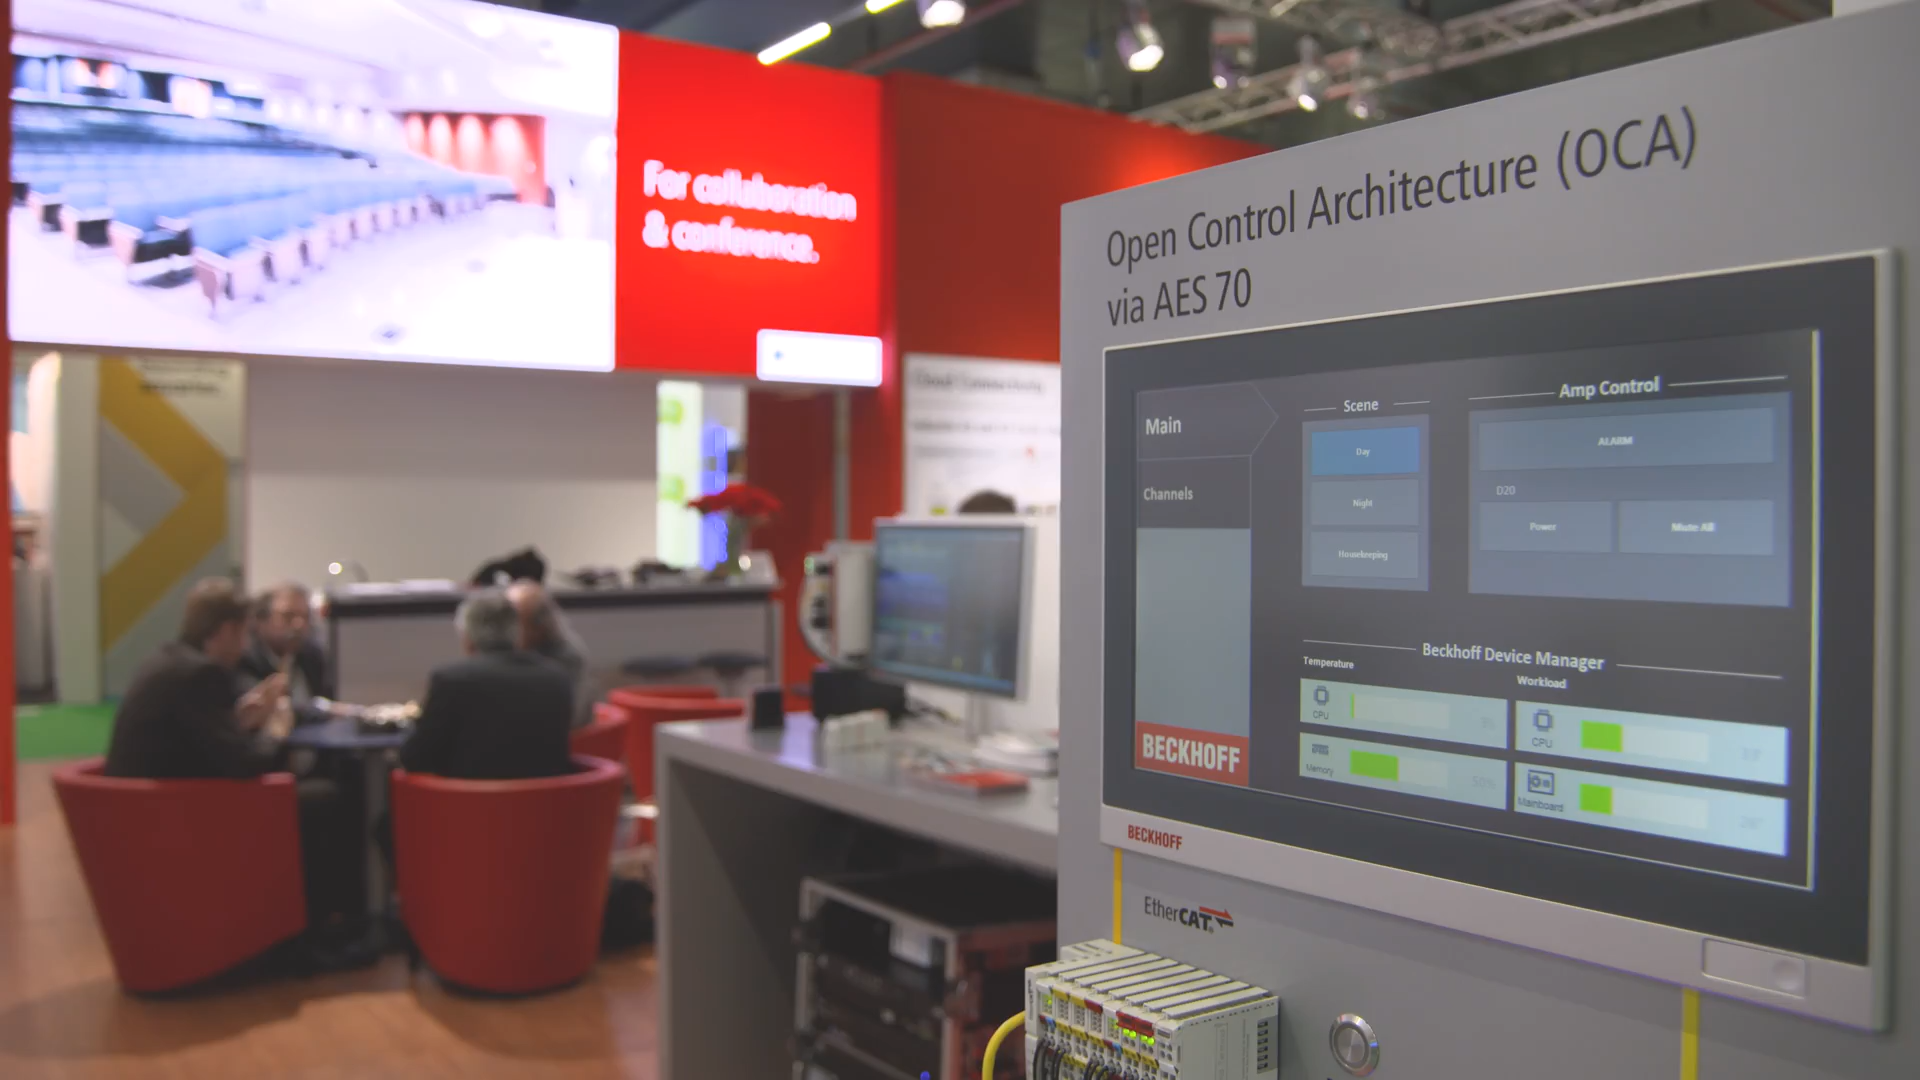 For collaboration
& conference.
Open Control Architecture (OCA)
via AES 70
Main
Channels
Scene
Day
Night
Housekeeping
Amp Control
ALARM
D20
Power
Mute All
Beckhoff Device Manager
Temperature
Workload
CPU
CPU
Memory
Mainboard
BECKHOFF
BECKHOFF
EtherCAT®